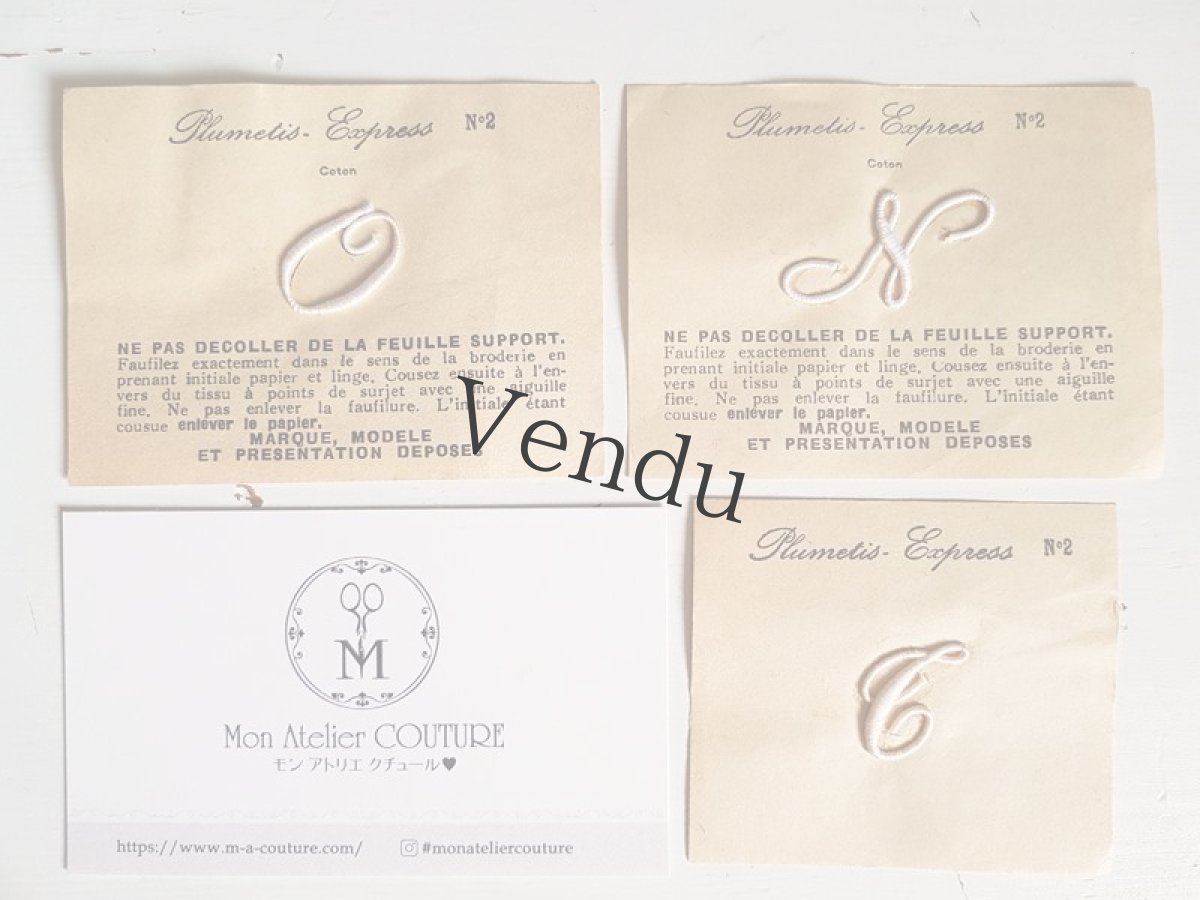 Plumetis-Express Nº2
Coton
O
NE PAS DECOLLER DE LA FEUILLE SUPPORT.
Faufilez exactement dans le sens de la broderie en
prenant initiale papier et linge. Cousez ensuite à l'en-
vers du tissu à points de surjet avec une aiguille
fine. Ne pas enlever la faufilure. L'initiale étant
cousue enlever le papier.
MARQUE, MODELE
ET PRESENTATION DEPOSES
Plumetis-Express Nº2
Coton
N
NE PAS DECOLLER DE LA FEUILLE SUPPORT.
Faufilez exactement dans le sens de la broderie en
prenant initiale papier et linge. Cousez ensuite à l'en-
vers du tissu à points de surjet avec une aiguille
fine. Ne pas enlever la faufilure. L'initiale étant
cousue enlever le papier.
MARQUE, MODELE
ET PRESENTATION DEPOSES
Vendu
M
Mon Atelier COUTURE
モン アトリエ クチュール♥
https://www.m-a-couture.com/ #monateliercouture
Plumetis-Express Nº2